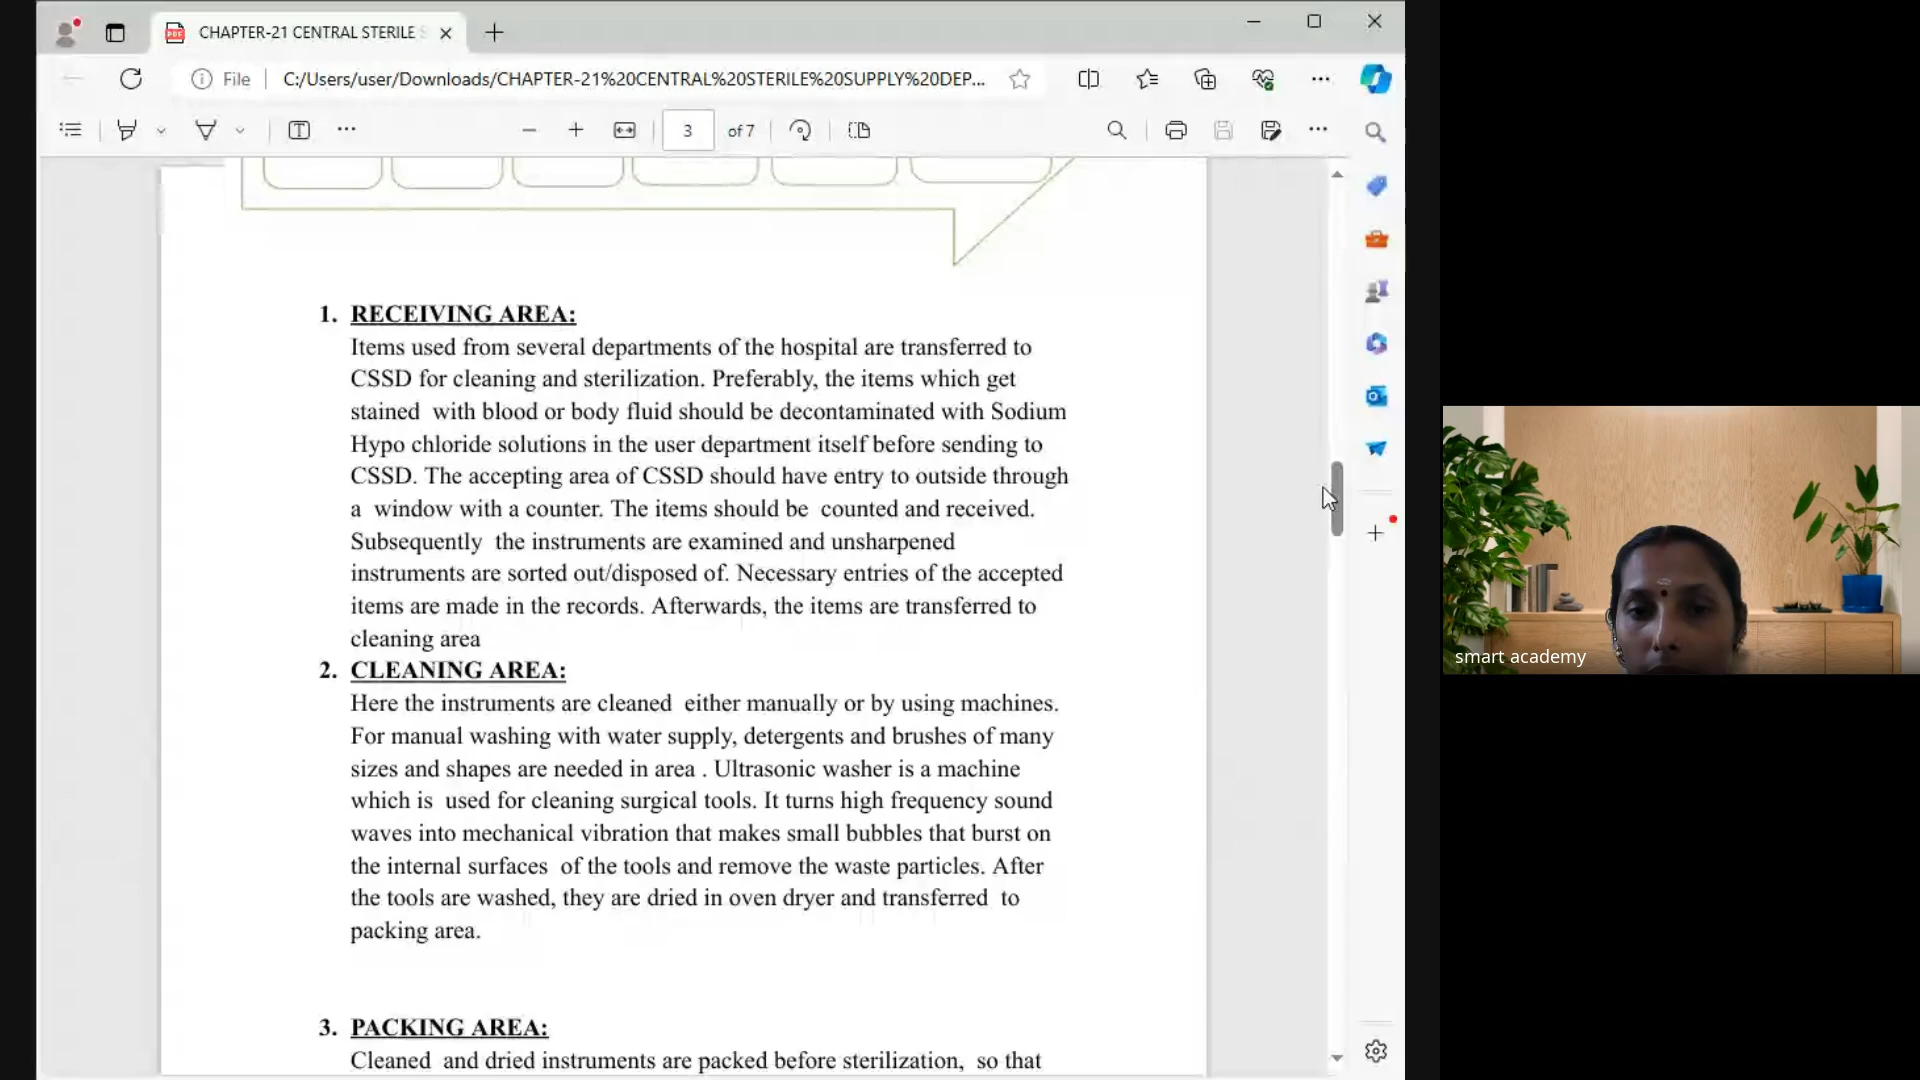 CHAPTER-21 CENTRAL STERILE
File
C:/Users/user/Downloads/CHAPTER-21%20CENTRAL%20STERILE%20SUPPLY%20DEP...
3 of 7
1. RECEIVING AREA:
Items used from several departments of the hospital are transferred to
CSSD for cleaning and sterilization. Preferably, the items which get
stained with blood or body fluid should be decontaminated with Sodium
Hypo chloride solutions in the user department itself before sending to
CSSD. The accepting area of CSSD should have entry to outside through
a window with a counter. The items should be counted and received.
Subsequently the instruments are examined and unsharpened
instruments are sorted out/disposed of. Necessary entries of the accepted
items are made in the records. Afterwards, the items are transferred to
cleaning area
2. CLEANING AREA:
Here the instruments are cleaned either manually or by using machines.
For manual washing with water supply, detergents and brushes of many
sizes and shapes are needed in area . Ultrasonic washer is a machine
which is used for cleaning surgical tools. It turns high frequency sound
waves into mechanical vibration that makes small bubbles that burst on
the internal surfaces of the tools and remove the waste particles. After
the tools are washed, they are dried in oven dryer and transferred to
packing area.
3. PACKING AREA:
Cleaned and dried instruments are packed before sterilization, so that
smart academy